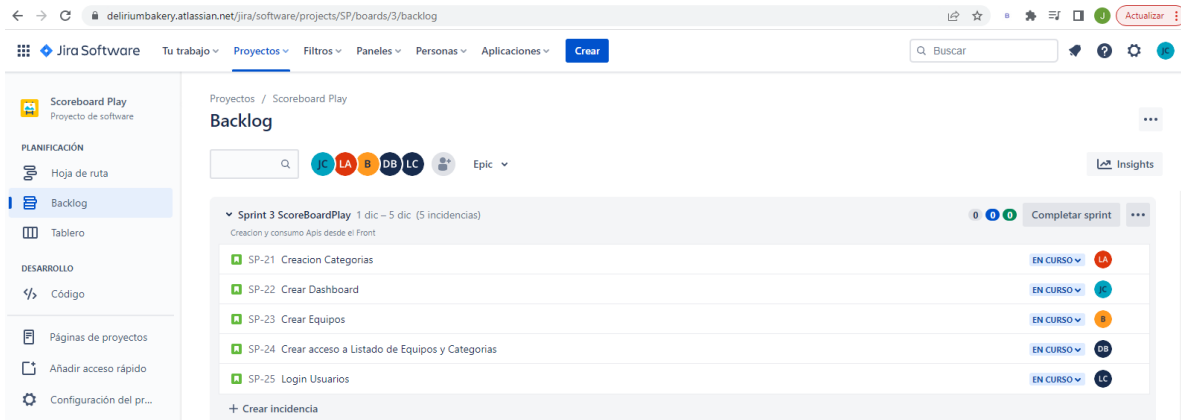 deliriumbakery.atlassian.net/jira/software/projects/SP/boards/3/backlog
B
J
Actualizar
Jira Software
Tu trabajo
Proyectos
Filtros
Paneles
Personas
Aplicaciones
Crear
Buscar
JC
Scoreboard Play
Proyecto de software
PLANIFICACIÓN
Hoja de ruta
Backlog
Tablero
DESARROLLO
Código
Páginas de proyectos
Añadir acceso rápido
Configuración del pr...
Proyectos / Scoreboard Play
Backlog
JC LA B DB LC
Epic
Insights
Sprint 3 ScoreBoardPlay 1 dic – 5 dic (5 incidencias)
0 0 0 Completar sprint
Creacion y consumo Apis desde el Front
SP-21 Creacion Categorias EN CURSO LA
SP-22 Crear Dashboard EN CURSO JC
SP-23 Crear Equipos EN CURSO B
SP-24 Crear acceso a Listado de Equipos y Categorias EN CURSO DB
SP-25 Login Usuarios EN CURSO LC
+ Crear incidencia